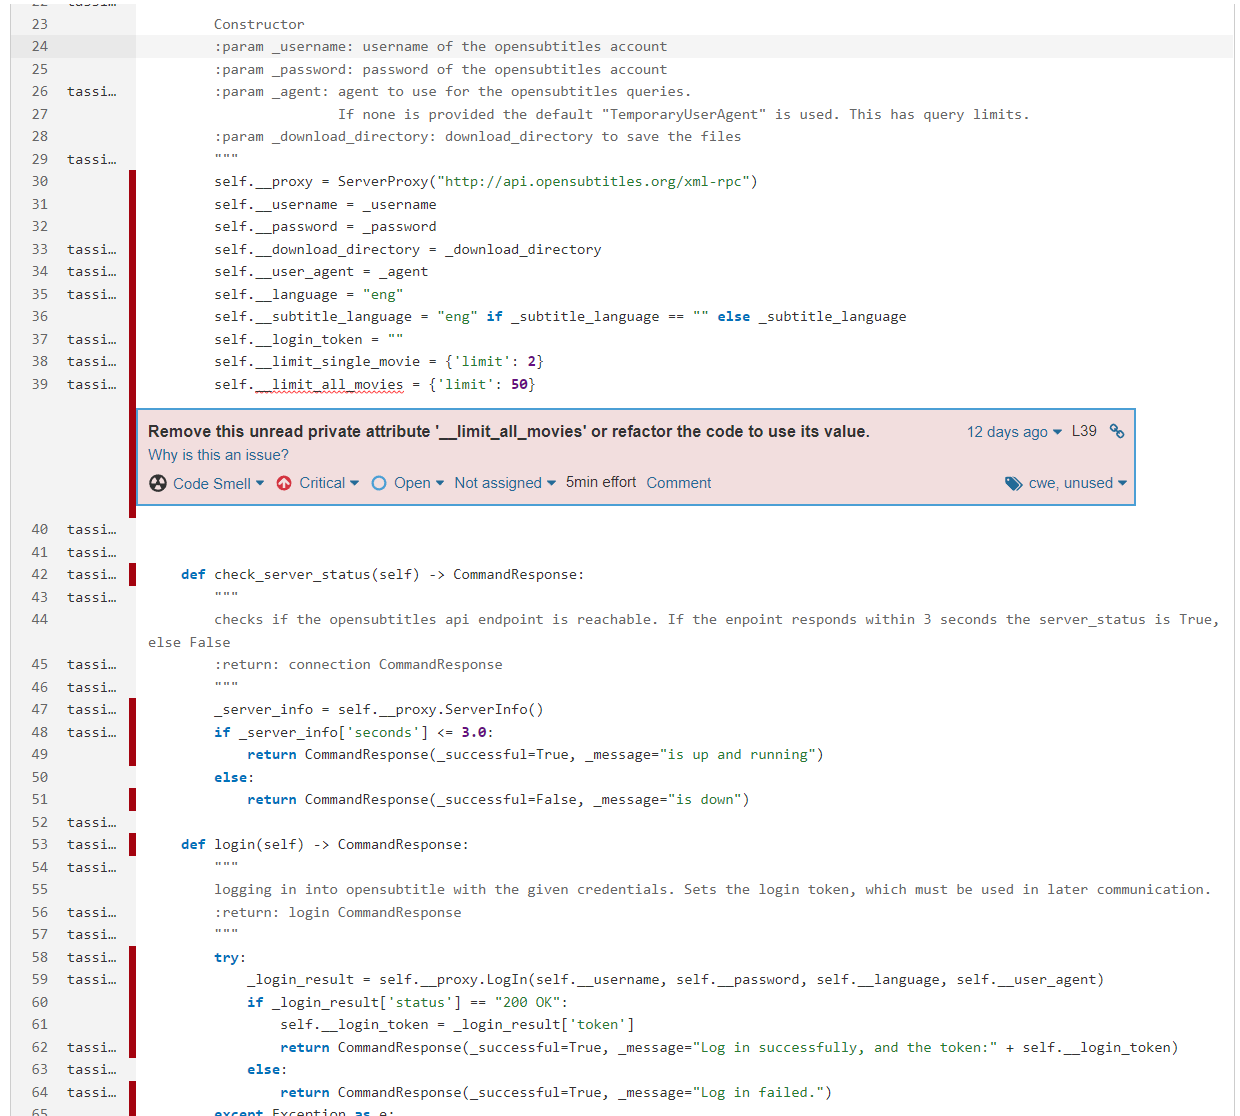 23 Constructor
24 :param _username: username of the opensubtitles account
25 :param _password: password of the opensubtitles account
26 tassi… :param _agent: agent to use for the opensubtitles queries.
27 If none is provided the default "TemporaryUserAgent" is used. This has query limits.
28 :param _download_directory: download_directory to save the files
29 tassi… """
30 self.__proxy = ServerProxy("http://api.opensubtitles.org/xml-rpc")
31 self.__username = _username
32 self.__password = _password
33 tassi… self.__download_directory = _download_directory
34 tassi… self.__user_agent = _agent
35 tassi… self.__language = "eng"
36 self.__subtitle_language = "eng" if _subtitle_language == "" else _subtitle_language
37 tassi… self.__login_token = ""
38 tassi… self.__limit_single_movie = {'limit': 2}
39 tassi… self.__limit_all_movies = {'limit': 50}
Remove this unread private attribute '__limit_all_movies' or refactor the code to use its value. 12 days ago L39
Why is this an issue?
Code Smell Critical Open Not assigned 5min effort Comment cwe, unused
40 tassi…
41 tassi…
42 tassi… def check_server_status(self) -> CommandResponse:
43 tassi… """
44 checks if the opensubtitles api endpoint is reachable. If the enpoint responds within 3 seconds the server_status is True,
else False
45 tassi… :return: connection CommandResponse
46 tassi… """
47 tassi… _server_info = self.__proxy.ServerInfo()
48 tassi… if _server_info['seconds'] <= 3.0:
49 return CommandResponse(_successful=True, _message="is up and running")
50 else:
51 return CommandResponse(_successful=False, _message="is down")
52 tassi…
53 tassi… def login(self) -> CommandResponse:
54 tassi… """
55 logging in into opensubtitle with the given credentials. Sets the login token, which must be used in later communication.
56 tassi… :return: login CommandResponse
57 tassi… """
58 tassi… try:
59 tassi… _login_result = self.__proxy.LogIn(self.__username, self.__password, self.__language, self.__user_agent)
60 if _login_result['status'] == "200 OK":
61 self.__login_token = _login_result['token']
62 tassi… return CommandResponse(_successful=True, _message="Log in successfully, and the token:" + self.__login_token)
63 tassi… else:
64 tassi… return CommandResponse(_successful=True, _message="Log in failed.")
65 except Exception as e: